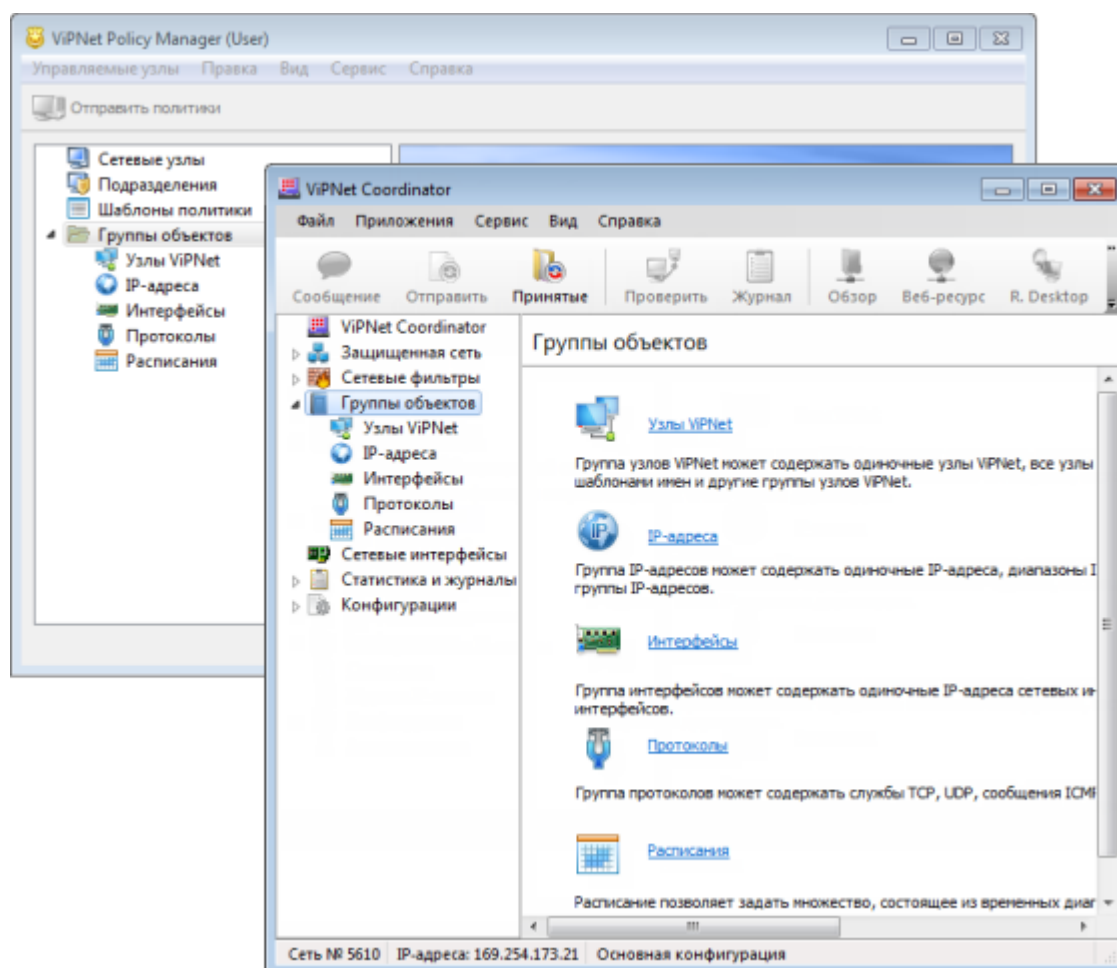 ViPNet Policy Manager (User)
Управляемые узлы Правка Вид Сервис Справка
Отправить политики
Сетевые узлы
Подразделения
Шаблоны политики
Группы объектов
Узлы ViPNet
IP-адреса
Интерфейсы
Протоколы
Расписания
ViPNet Coordinator
Файл Приложения Сервис Вид Справка
Сообщение Отправить Принятые Проверить Журнал Обзор Веб-ресурс R. Desktop
ViPNet Coordinator
Защищенная сеть
Сетевые фильтры
Группы объектов
Узлы ViPNet
IP-адреса
Интерфейсы
Протоколы
Расписания
Сетевые интерфейсы
Статистика и журналы
Конфигурации
Группы объектов
Узлы ViPNet
Группа узлов ViPNet может содержать одиночные узлы ViPNet, все узлы
шаблонами имен и другие группы узлов ViPNet.
IP-адреса
Группа IP-адресов может содержать одиночные IP-адреса, диапазоны I
группы IP-адресов.
Интерфейсы
Группа интерфейсов может содержать одиночные IP-адреса сетевых ин
интерфейсов.
Протоколы
Группа протоколов может содержать службы TCP, UDP, сообщения ICMP
Расписания
Расписание позволяет задать множество, состоящее из временных диап
Сеть № 5610 IP-адреса: 169.254.173.21 Основная конфигурация